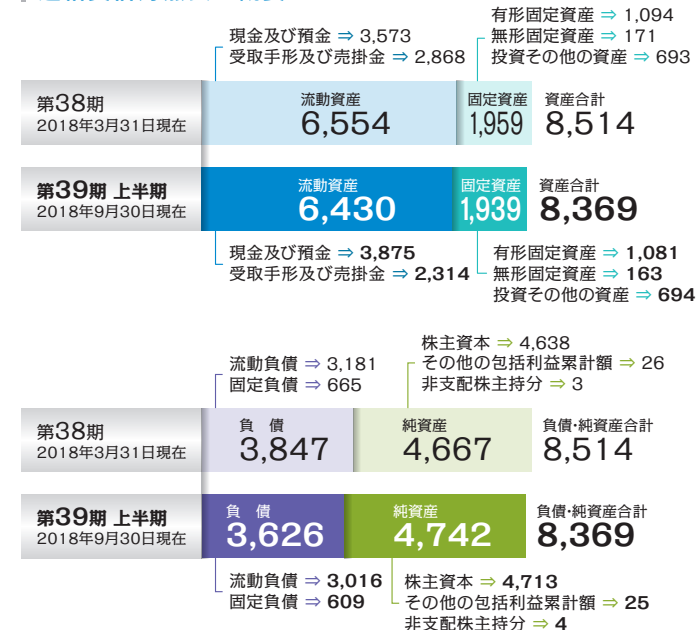 有形固定資産 ⇒ 1,094
現金及び預金 ⇒ 3,573
無形固定資産 ⇒ 171
受取手形及び売掛金 ⇒ 2,868
投資その他の資産 ⇒ 693
第38期
2018年3月31日現在
流動資産
6,554
固定資産
1,959
資産合計
8,514
第39期 上半期
2018年9月30日現在
流動資産
6,430
固定資産
1,939
資産合計
8,369
現金及び預金 ⇒ 3,875
受取手形及び売掛金 ⇒ 2,314
有形固定資産 ⇒ 1,081
無形固定資産 ⇒ 163
投資その他の資産 ⇒ 694
流動負債 ⇒ 3,181
固定負債 ⇒ 665
株主資本 ⇒ 4,638
その他の包括利益累計額 ⇒ 26
非支配株主持分 ⇒ 3
第38期
2018年3月31日現在
負 債
3,847
純資産
4,667
負債・純資産合計
8,514
第39期 上半期
2018年9月30日現在
負 債
3,626
純資産
4,742
負債・純資産合計
8,369
流動負債 ⇒ 3,016
固定負債 ⇒ 609
株主資本 ⇒ 4,713
その他の包括利益累計額 ⇒ 25
非支配株主持分 ⇒ 4